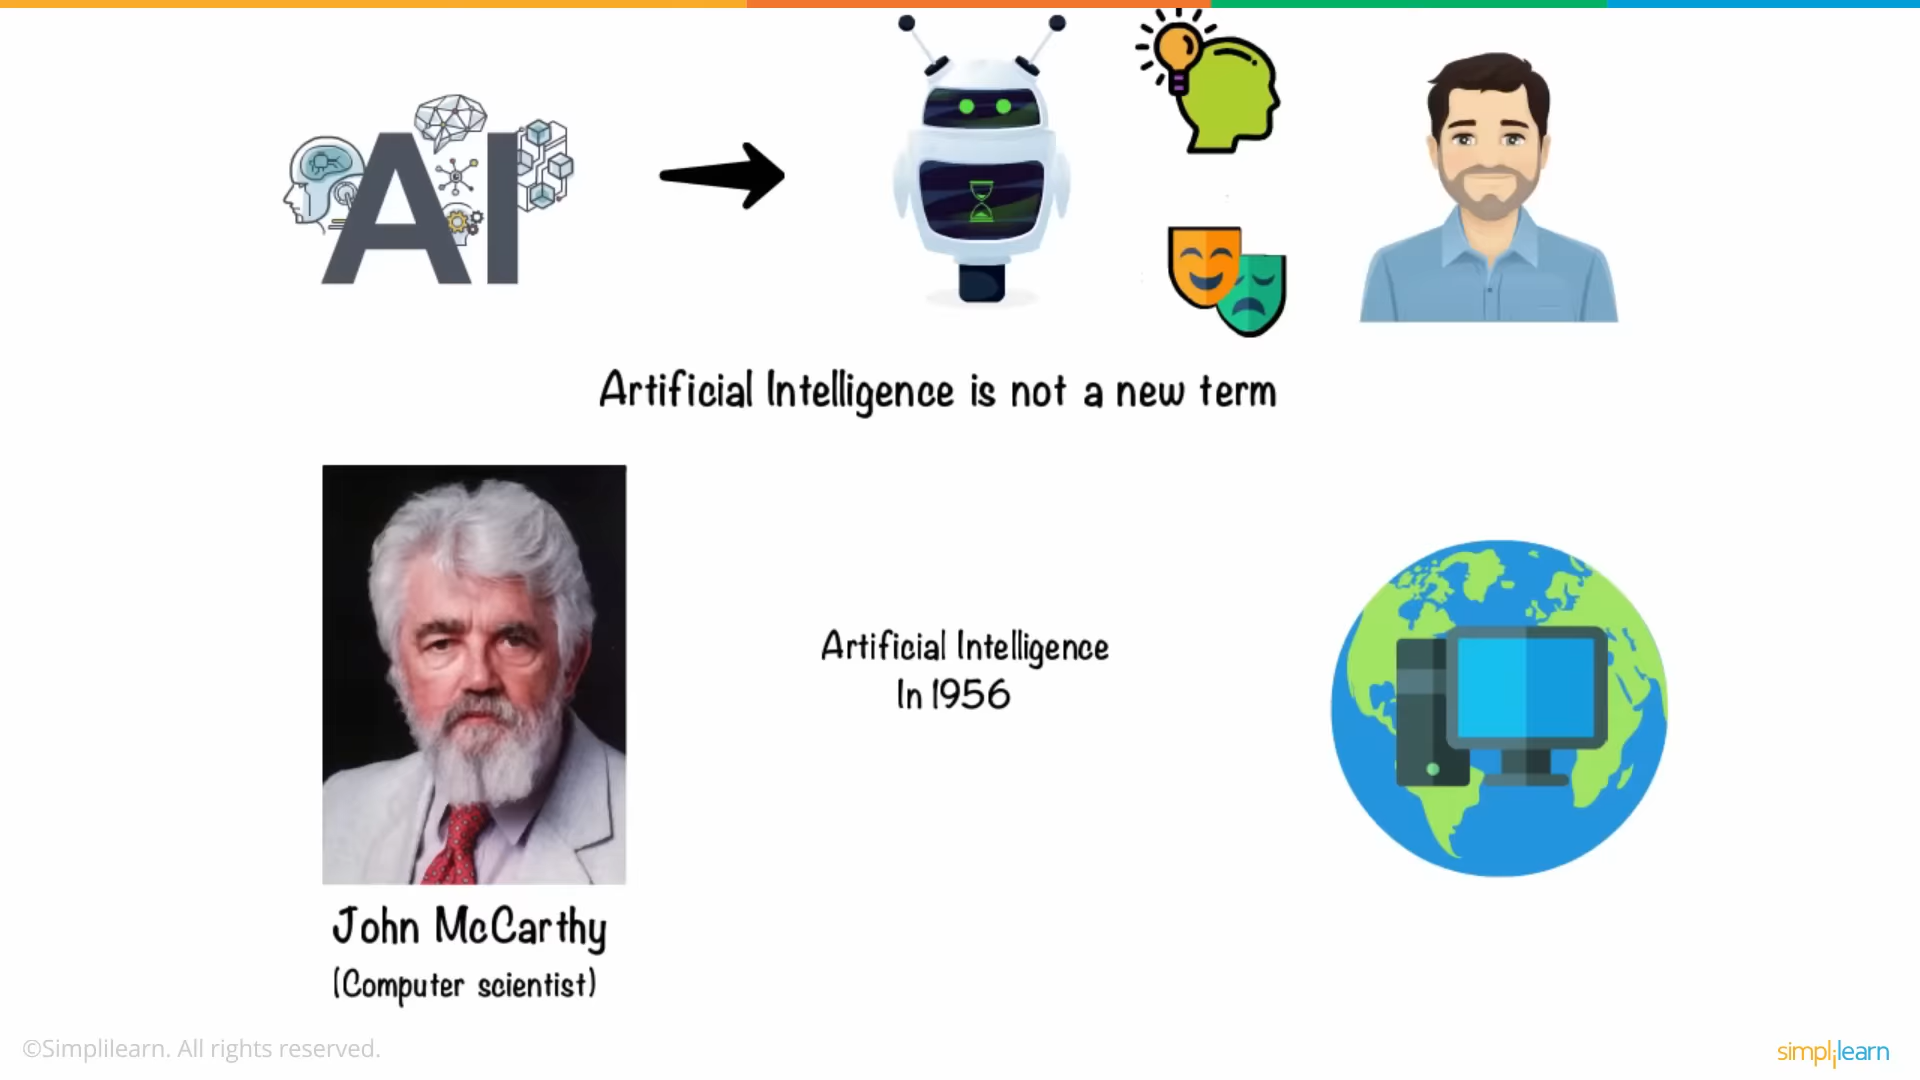 AI
Artificial Intelligence is not a new term
Artificial Intelligence
In 1956
John McCarthy
(Computer scientist)
©Simplilearn. All rights reserved.
simplilearn